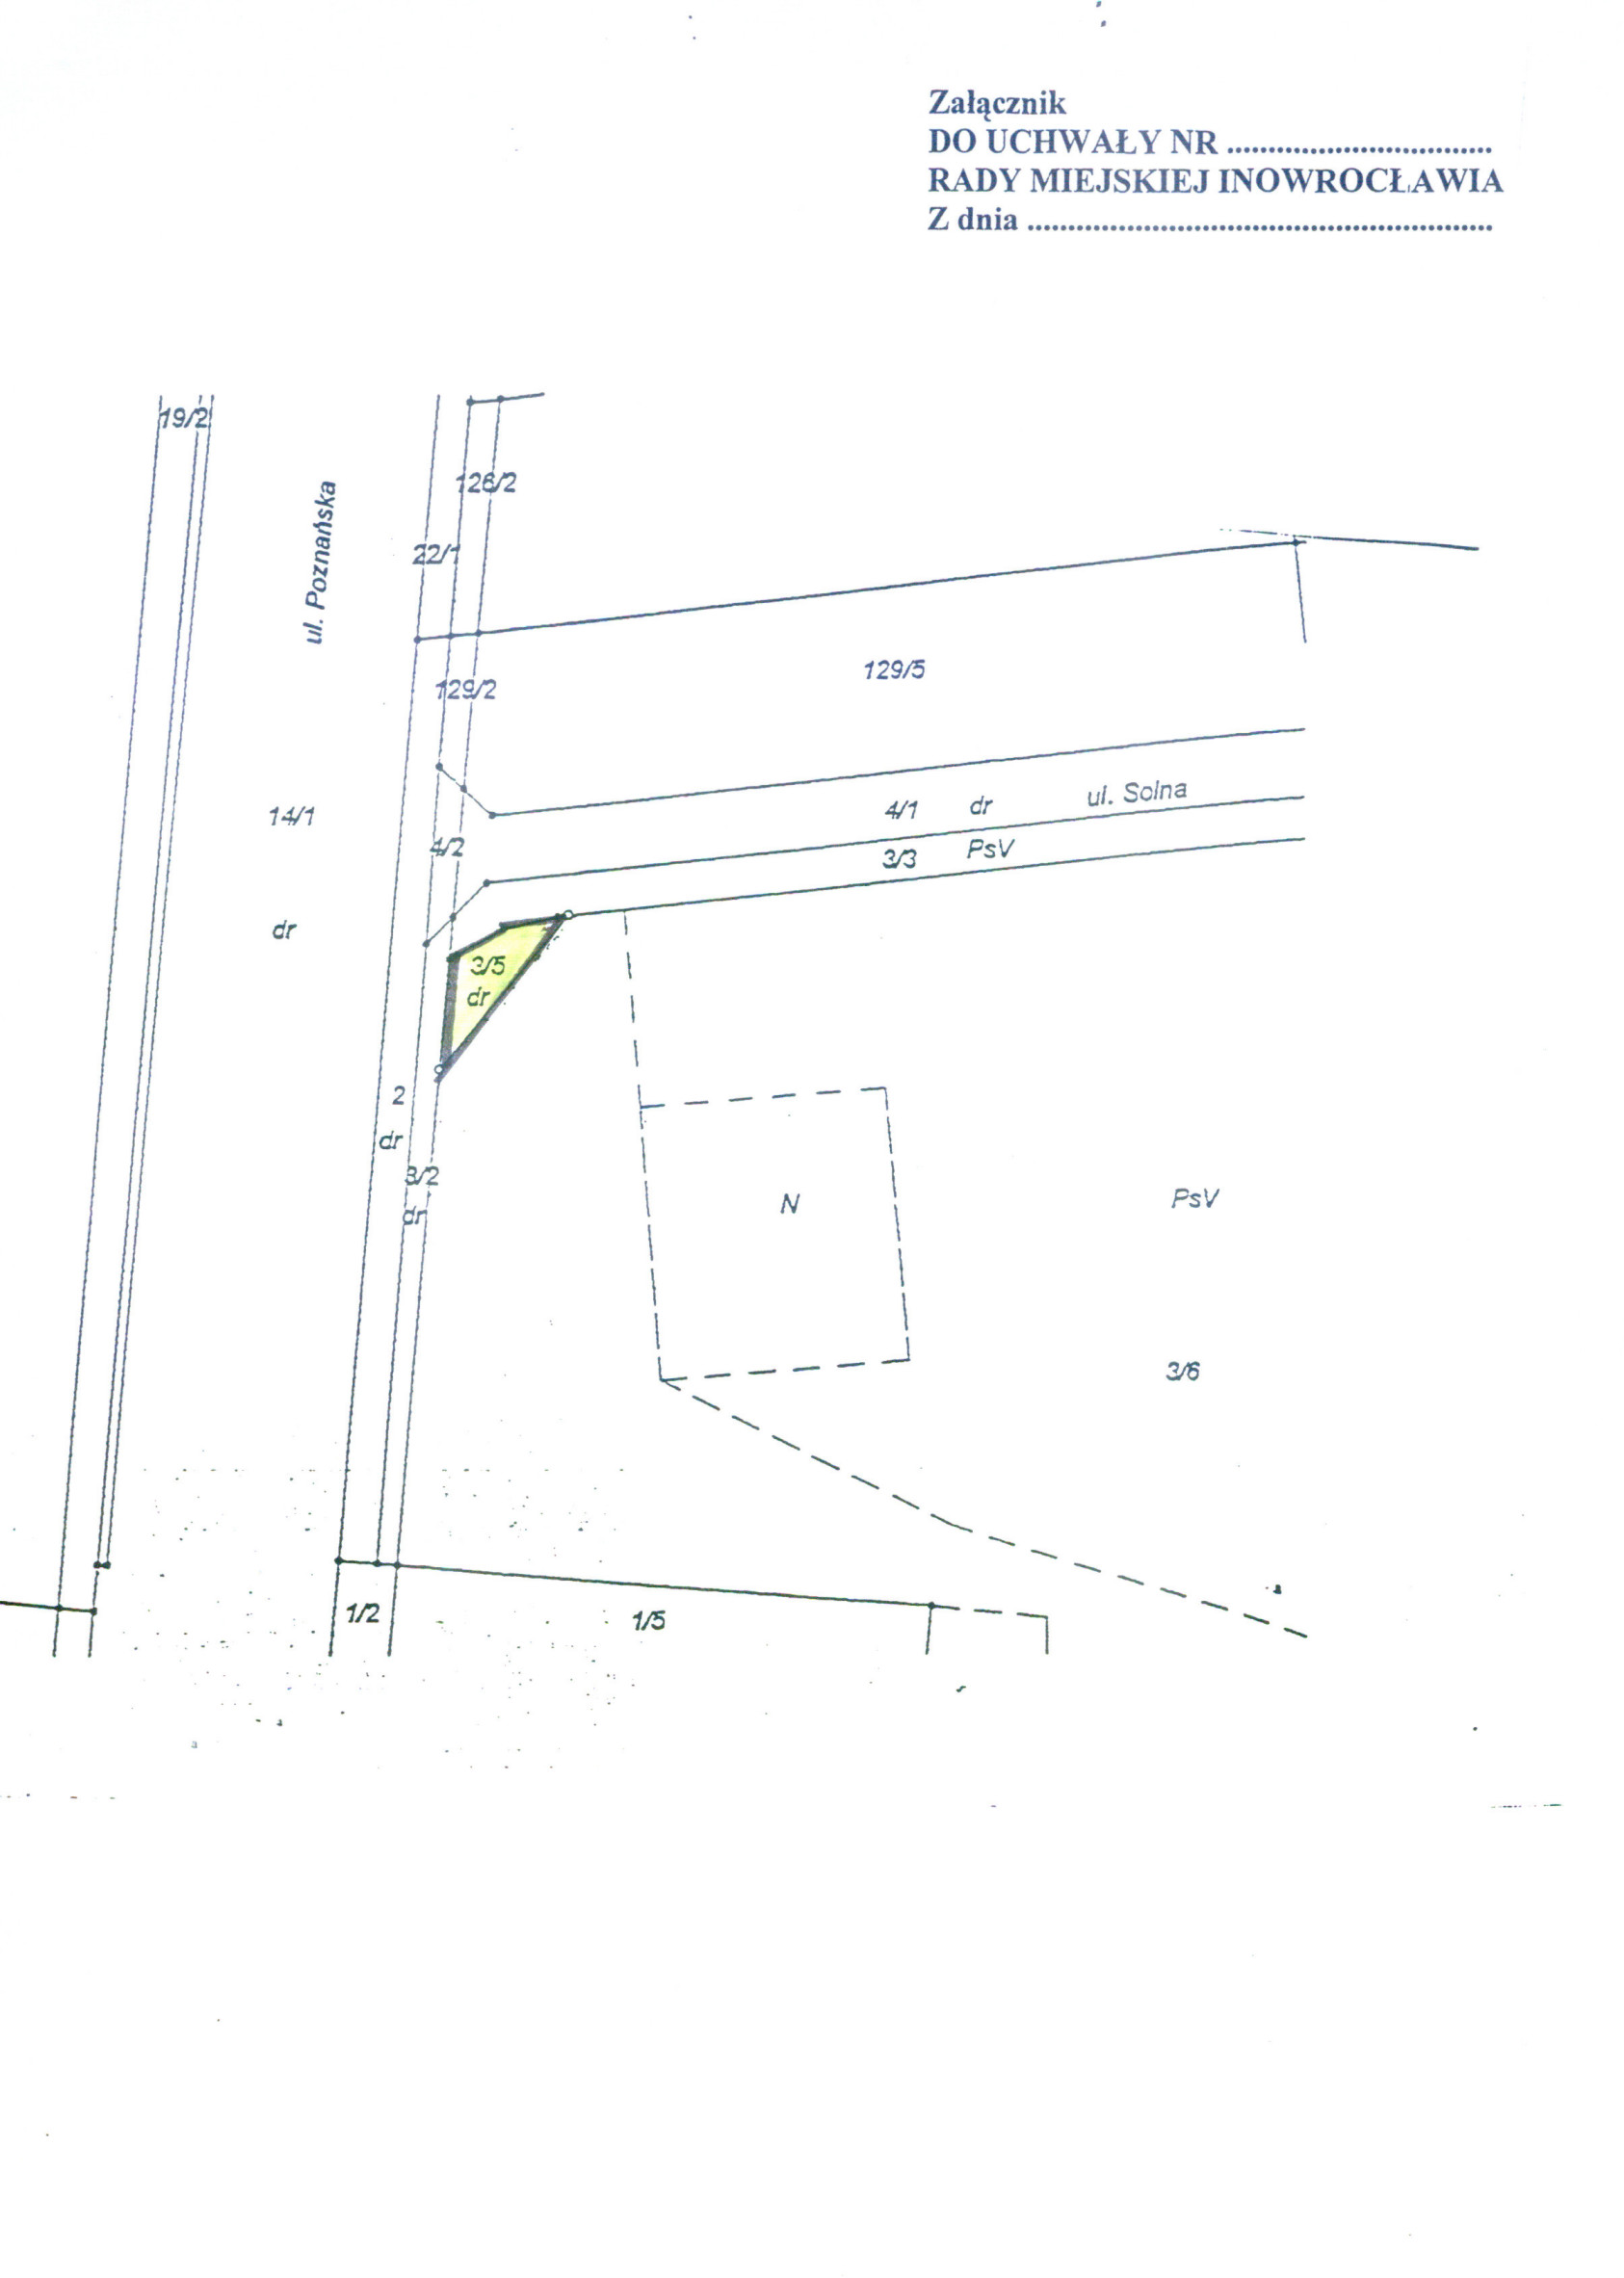 Załącznik
DO UCHWAŁY NR ................................
RADY MIEJSKIEJ INOWROCŁAWIA
Z dnia ........................................................
19/2
126/2
ul. Poznańska
22/1
129/5
129/2
4/1 dr ul. Solna
14/1
4/2
3/3 PsV
dr
3/5
dr
2
dr
3/2
dr
N
PsV
3/6
1/2
1/5